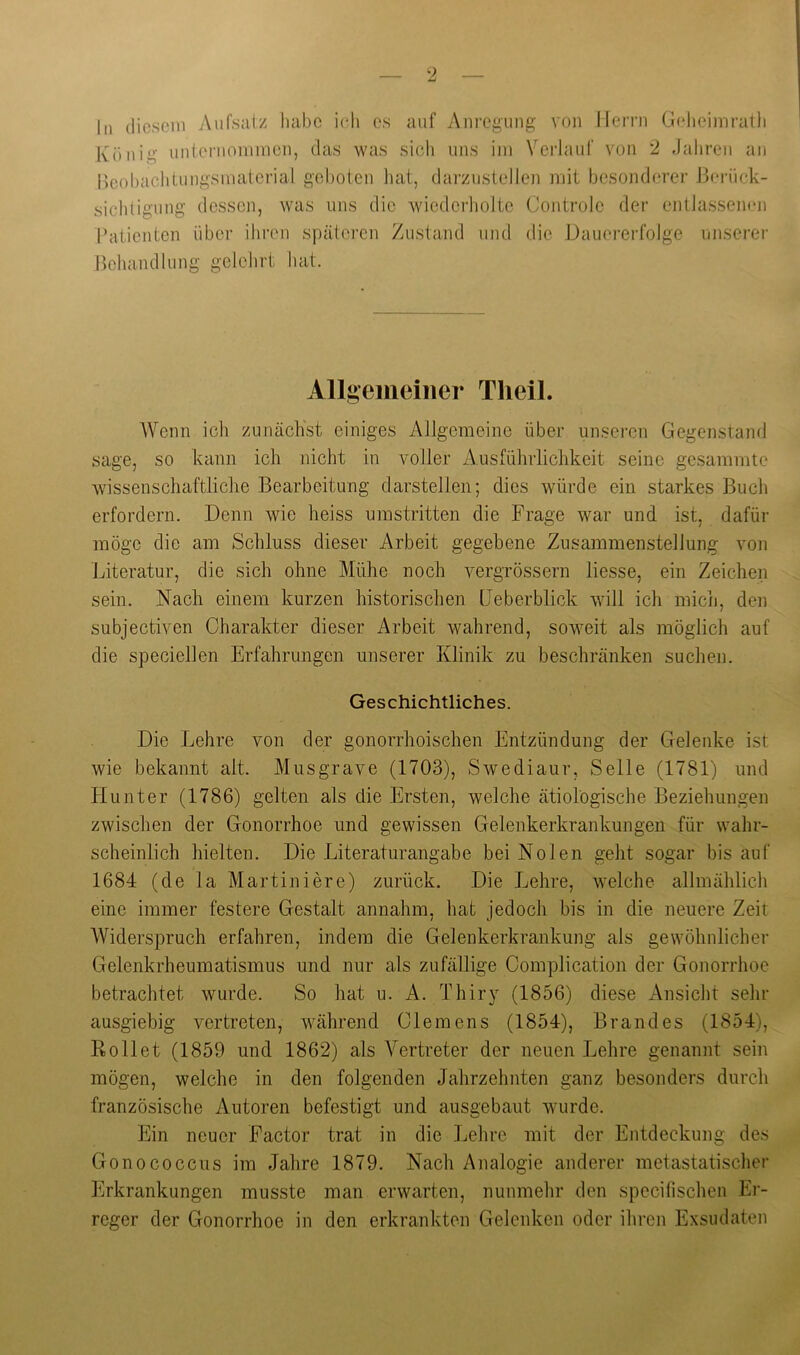 — 2 —
In diesem Aufsatz habe ich es auf Anregung von Herrn Geheimrath
König unternommen, das was sich uns im Verlauf von 2 Jahren an
Beobachtungsmaterial geboten hat, darzustellen mit besonderer Berück-
sichtigung dessen, was uns die wiederholte Controle der entlassenen
Patienten über ihren späteren Zustand und die Dauererfolge unserer
Behandlung gelehrt hat.
Allgemeiner Theil.
Wenn ich zunächst einiges Allgemeine über unseren Gegenstand
sage, so kann ich nicht in voller Ausführlichkeit seine gesammte
wissenschaftliche Bearbeitung darstellen; dies würde ein starkes Buch
erfordern. Denn wie heiss umstritten die Frage war und ist, dafür
möge die am Schluss dieser Arbeit gegebene Zusammenstellung von
Literatur, die sich ohne Mühe noch vergrössern liesse, ein Zeichen
sein. Nach einem kurzen historischen Ueberblick will ich mich, den
subjectiven Charakter dieser Arbeit wahrend, soweit als möglich auf
die speciellen Erfahrungen unserer Klinik zu beschränken suchen.
Geschichtliches.
Die Lehre von der gonorrhoischen Entzündung der Gelenke ist
wie bekannt alt. Musgrave (1703), Swediaur, Selle (1781) und
Hunter (1786) gelten als die Ersten, welche ätiologische Beziehungen
zwischen der Gonorrhoe und gewissen Gelenkerkrankungen für wahr-
scheinlich hielten. Die Literaturangabe bei Nolen geht sogar bis auf
1684 (de la Martinière) zurück. Die Lehre, welche allmählich
eine immer festere Gestalt annahm, hat jedoch bis in die neuere Zeit
Widerspruch erfahren, indem die Gelenkerkrankung als gewöhnlicher
Gelenkrheumatismus und nur als zufällige Complication der Gonorrhoe
betrachtet wurde. So hat u. A. Thiry (1856) diese Ansicht sehr
ausgiebig vertreten, während Clemens (1854), Brandes (1854),
Rollet (1859 und 1862) als Vertreter der neuen Lehre genannt sein
mögen, welche in den folgenden Jahrzehnten ganz besonders durch
französische Autoren befestigt und ausgebaut wurde.
Ein neuer Factor trat in die Lehre mit der Entdeckung des
Gonococcus im Jahre 1879. Nach Analogie anderer metastatischer
Erkrankungen musste man erwarten, nunmehr den specifischen Er-
reger der Gonorrhoe in den erkrankten Gelenken oder ihren Exsudaten